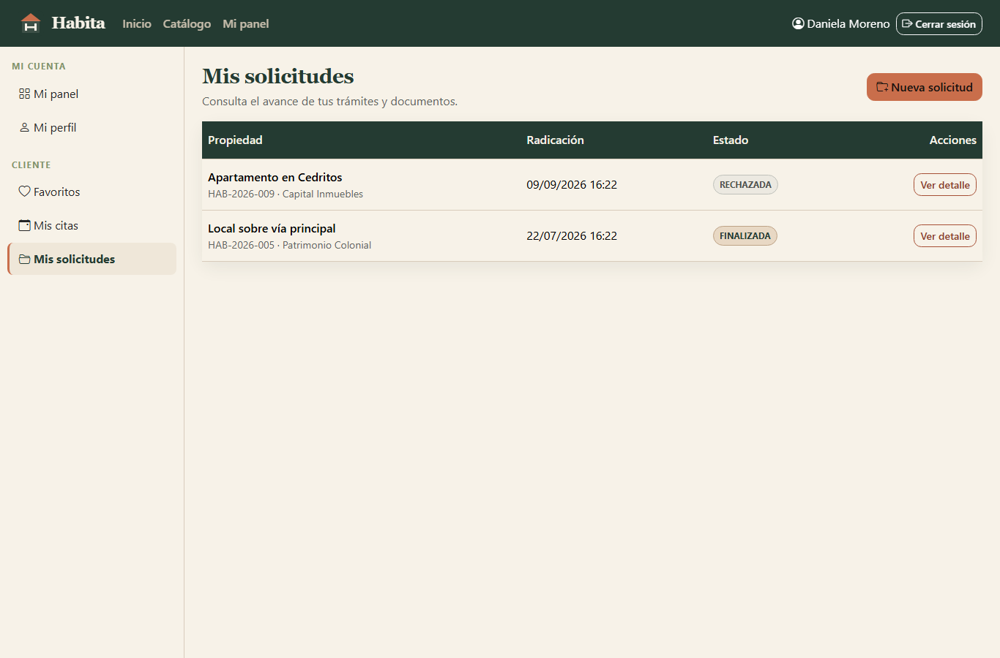 Habita Inicio Catálogo Mi panel Daniela Moreno Cerrar sesión
MI CUENTA
Mi panel
Mi perfil
CLIENTE
Favoritos
Mis citas
Mis solicitudes
Mis solicitudes
Consulta el avance de tus trámites y documentos.
Nueva solicitud
Propiedad Radicación Estado Acciones
Apartamento en Cedritos
HAB-2026-009 · Capital Inmuebles
09/09/2026 16:22 RECHAZADA Ver detalle
Local sobre vía principal
HAB-2026-005 · Patrimonio Colonial
22/07/2026 16:22 FINALIZADA Ver detalle